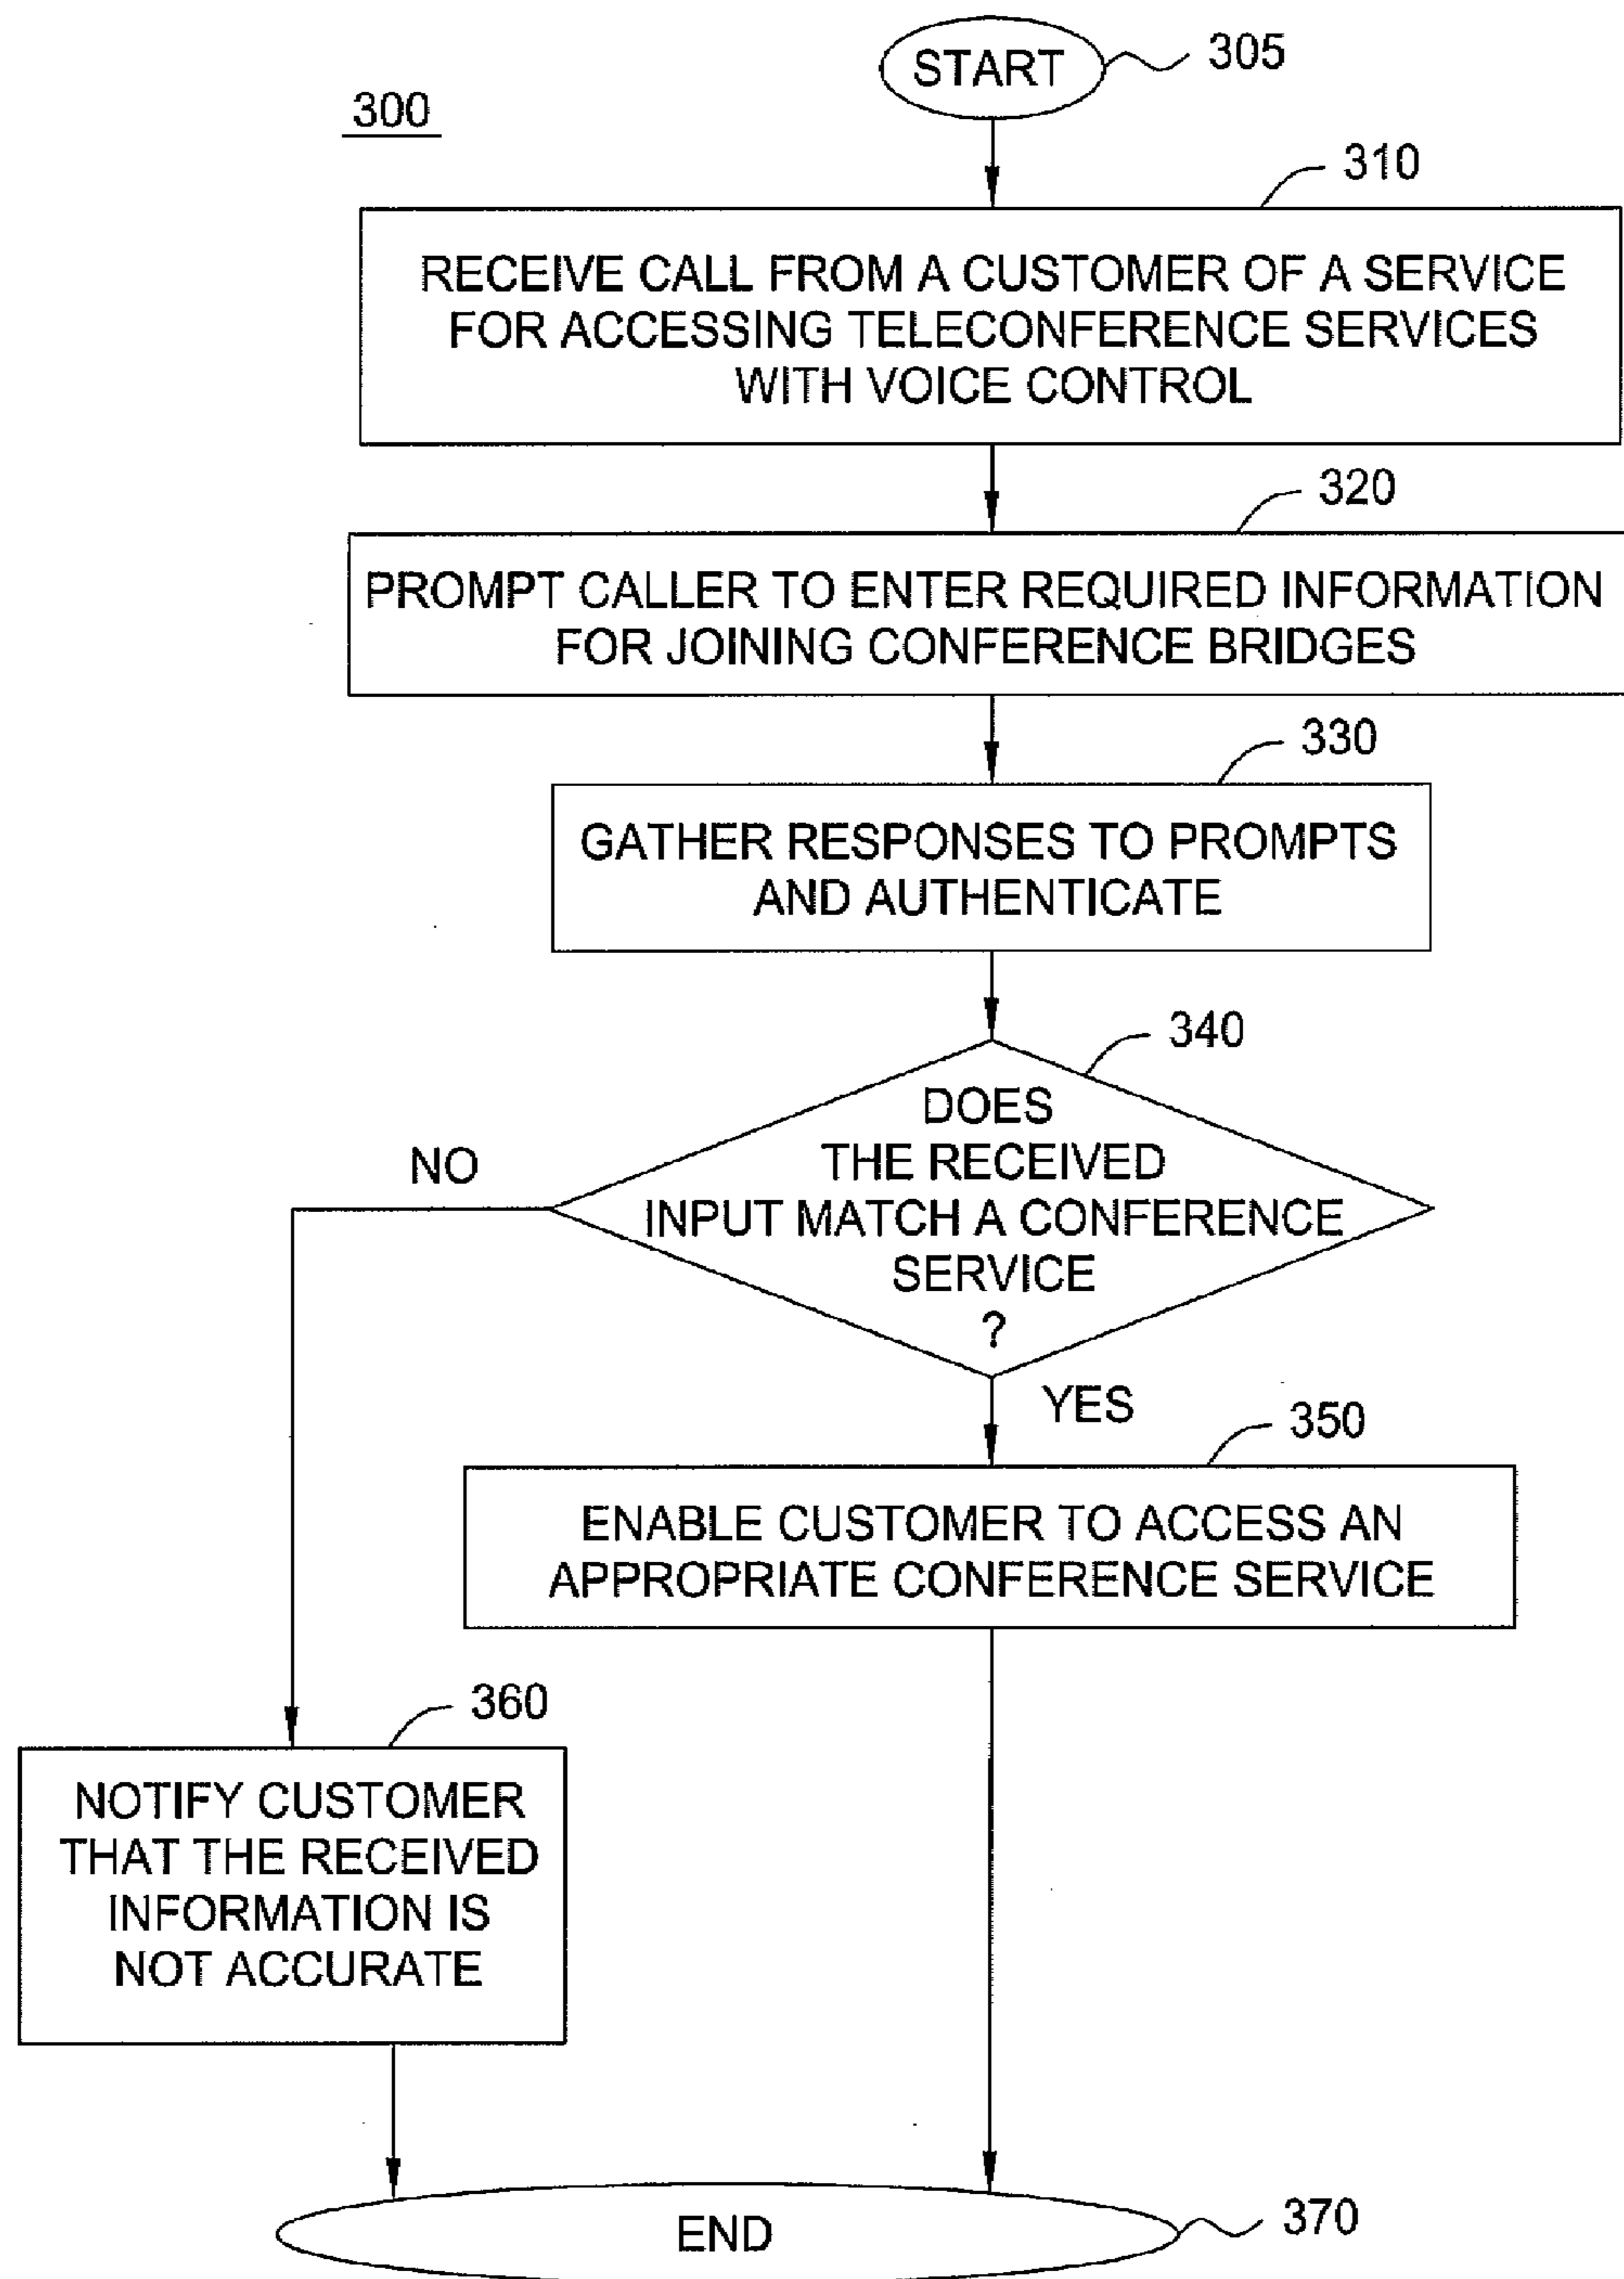 START
305
300
310
RECEIVE CALL FROM A CUSTOMER OF A SERVICE
FOR ACCESSING TELECONFERENCE SERVICES
WITH VOICE CONTROL
320
PROMPT CALLER TO ENTER REQUIRED INFORMATION
FOR JOINING CONFERENCE BRIDGES
330
GATHER RESPONSES TO PROMPTS
AND AUTHENTICATE
340
DOES
THE RECEIVED
INPUT MATCH A CONFERENCE
SERVICE
?
NO
YES
350
ENABLE CUSTOMER TO ACCESS AN
APPROPRIATE CONFERENCE SERVICE
360
NOTIFY CUSTOMER
THAT THE RECEIVED
INFORMATION IS
NOT ACCURATE
END
370